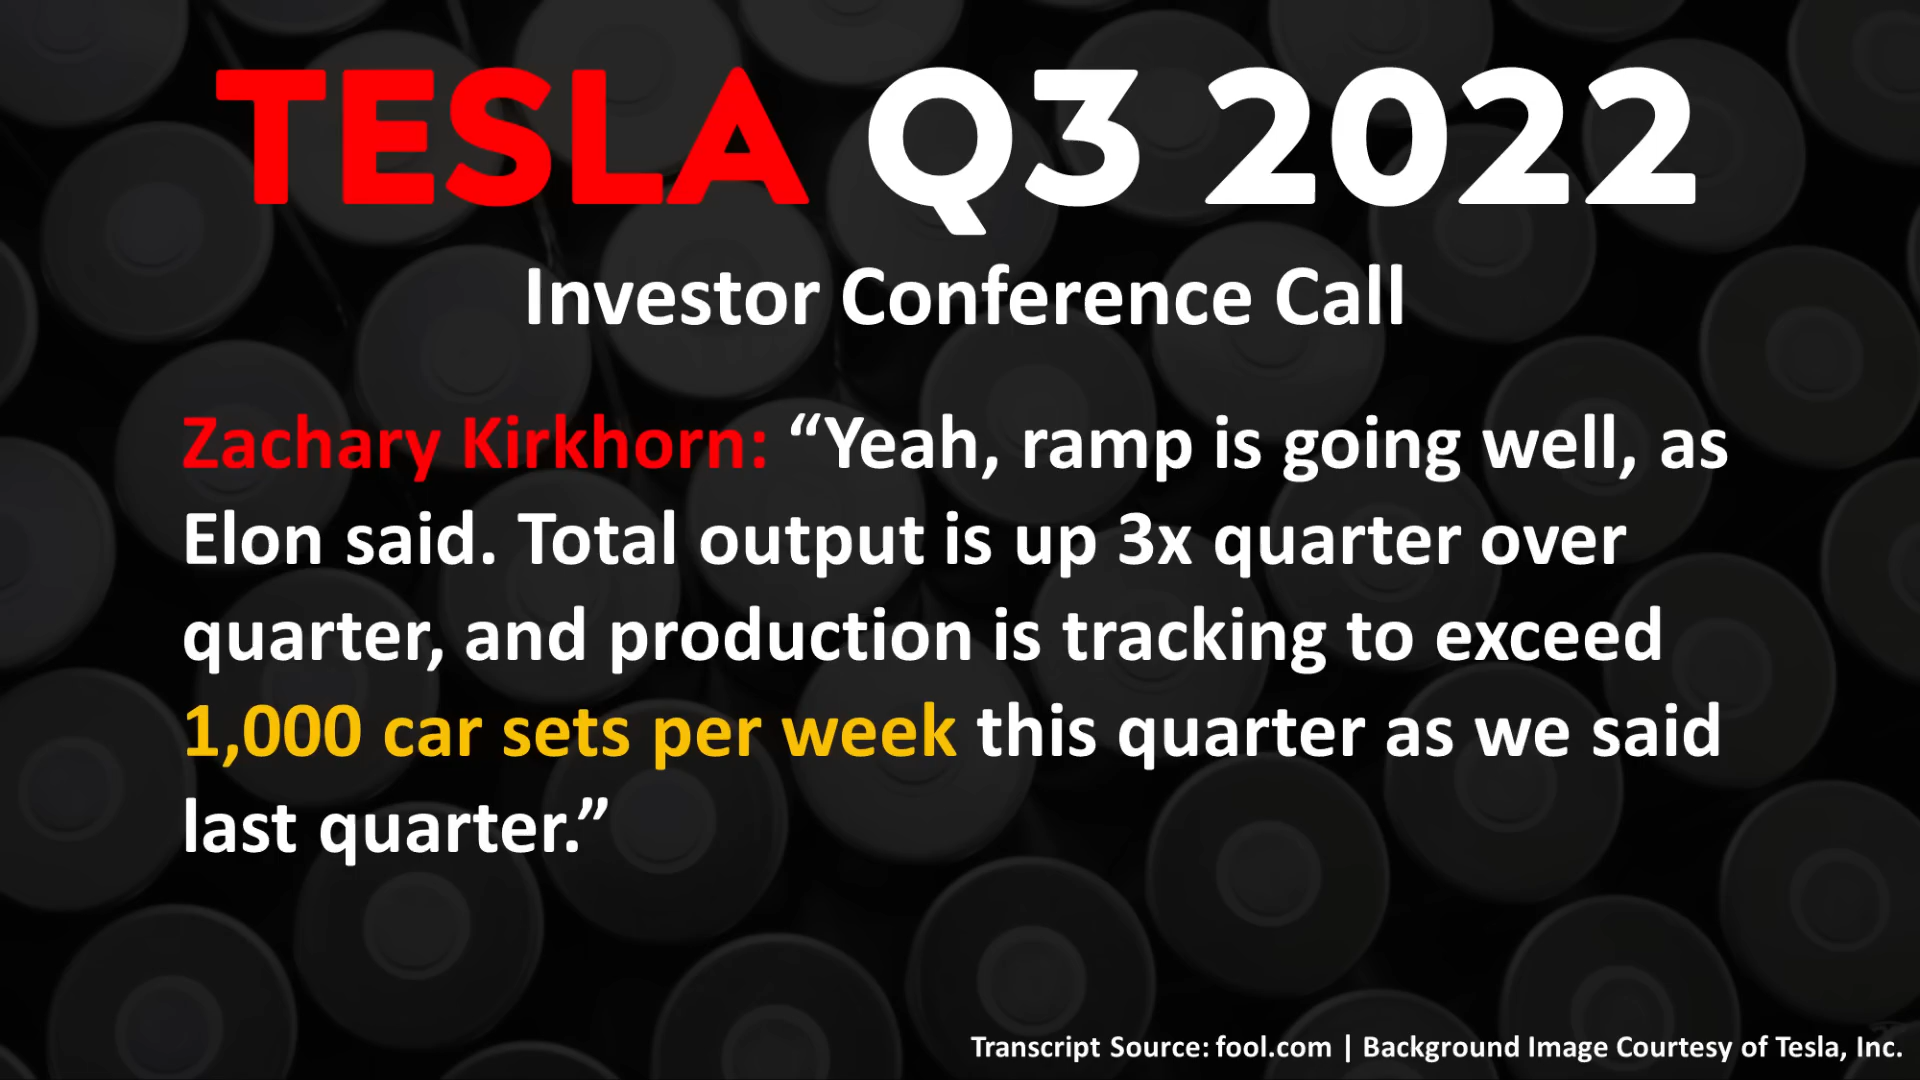 TESLA Q3 2022
Investor Conference Call
Zachary Kirkhorn: “Yeah, ramp is going well, as
Elon said. Total output is up 3x quarter over
quarter, and production is tracking to exceed
1,000 car sets per week this quarter as we said
last quarter.”
Transcript Source: fool.com | Background Image Courtesy of Tesla, Inc.